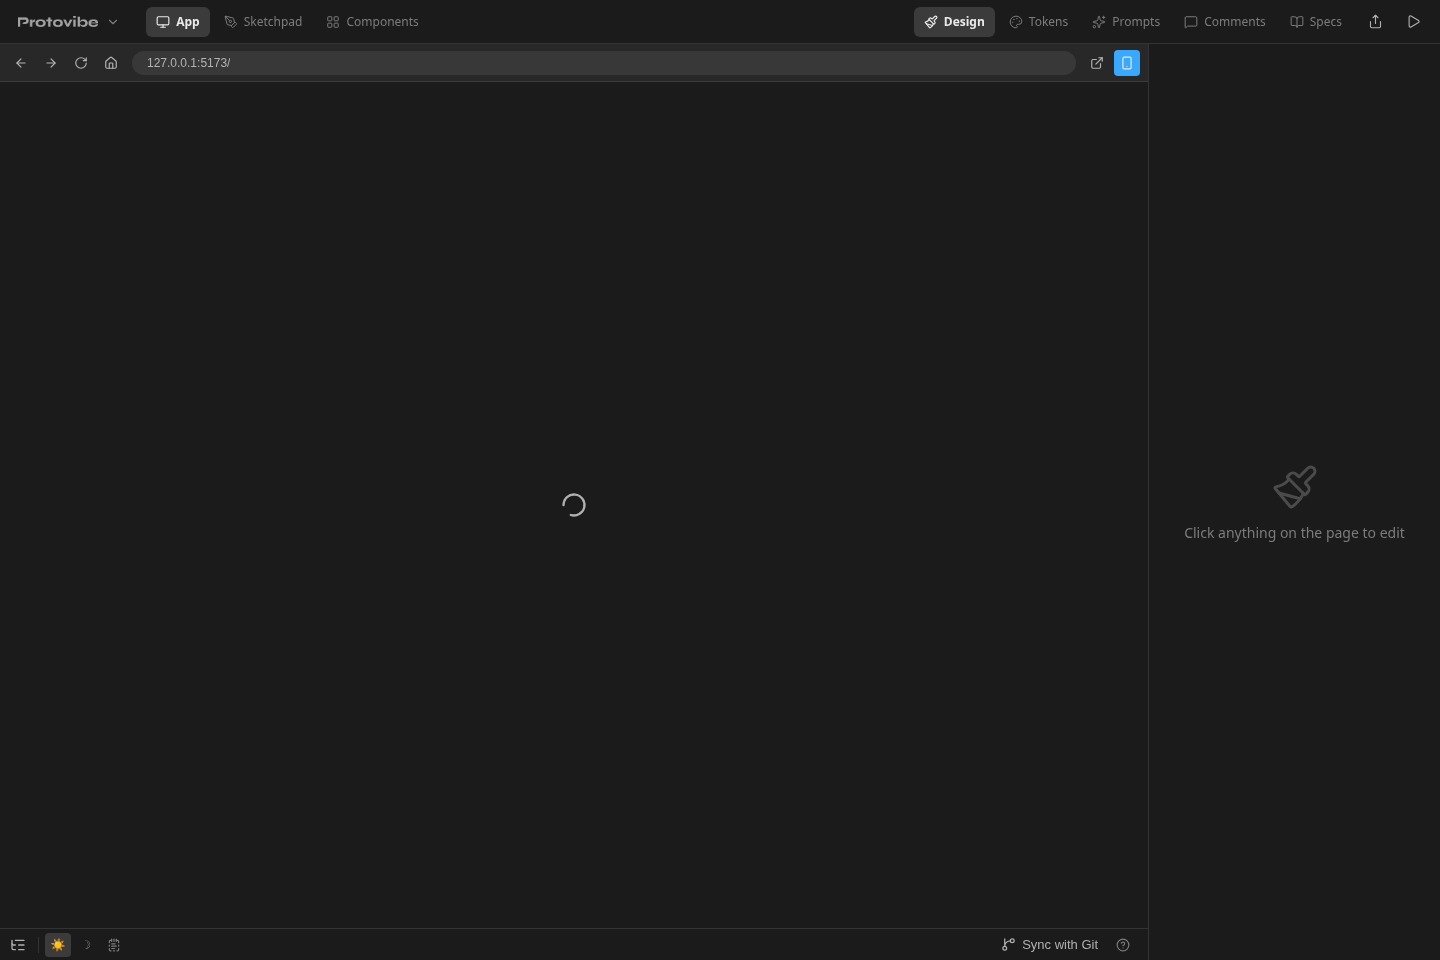 Protovibe
App
Sketchpad
Components
Design
Tokens
Prompts
Comments
Specs
127.0.0.1:5173/
Click anything on the page to edit
Sync with Git